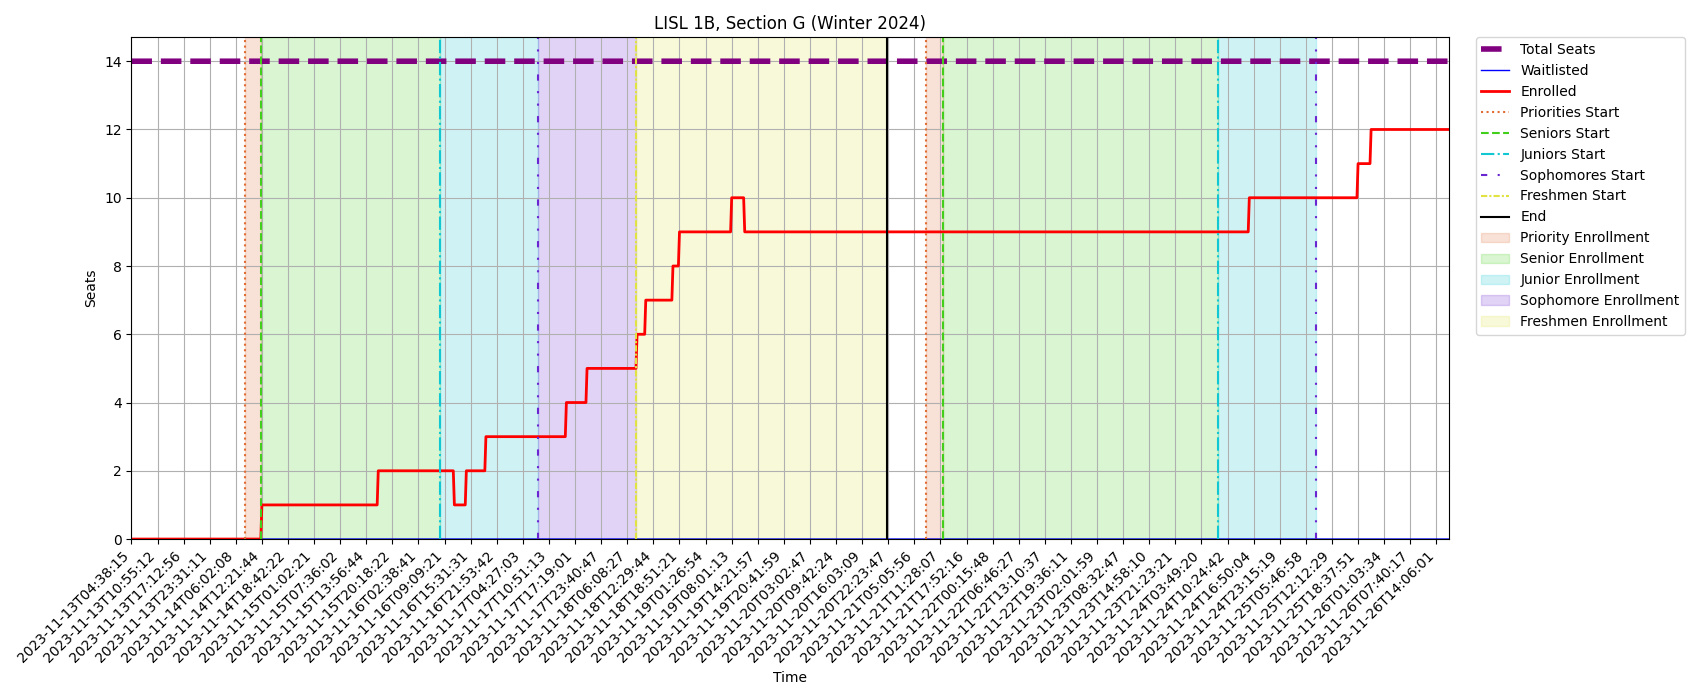 LISL 1B, Section G (Winter 2024)
Total Seats
Waitlisted
Enrolled
Priorities Start
Seniors Start
Juniors Start
Sophomores Start
Freshmen Start
End
Priority Enrollment
Senior Enrollment
Junior Enrollment
Sophomore Enrollment
Freshmen Enrollment
Seats
14
12
10
8
6
4
2
0
2023-11-13T04:38:15
2023-11-13T10:55:12
2023-11-13T17:12:56
2023-11-13T23:31:11
2023-11-14T06:02:08
2023-11-14T12:21:44
2023-11-14T18:42:22
2023-11-15T01:02:21
2023-11-15T07:36:02
2023-11-15T13:56:44
2023-11-15T20:18:22
2023-11-16T02:38:41
2023-11-16T09:09:21
2023-11-16T15:31:31
2023-11-16T21:53:42
2023-11-17T04:27:03
2023-11-17T10:51:13
2023-11-17T17:19:01
2023-11-17T23:40:47
2023-11-18T06:08:27
2023-11-18T12:29:44
2023-11-18T18:51:21
2023-11-19T01:26:54
2023-11-19T08:01:13
2023-11-19T14:21:57
2023-11-19T20:41:59
2023-11-20T03:02:47
2023-11-20T09:42:24
2023-11-20T16:03:09
2023-11-20T22:23:47
2023-11-21T05:05:56
2023-11-21T11:28:07
2023-11-21T17:52:16
2023-11-22T00:15:48
2023-11-22T06:46:27
2023-11-22T13:10:37
2023-11-22T19:36:11
2023-11-23T02:01:59
2023-11-23T08:32:47
2023-11-23T14:58:10
2023-11-23T21:23:21
2023-11-24T03:49:20
2023-11-24T10:24:42
2023-11-24T16:50:04
2023-11-24T23:15:19
2023-11-25T05:46:58
2023-11-25T12:12:29
2023-11-25T18:37:51
2023-11-26T01:03:34
2023-11-26T07:40:17
2023-11-26T14:06:01
Time